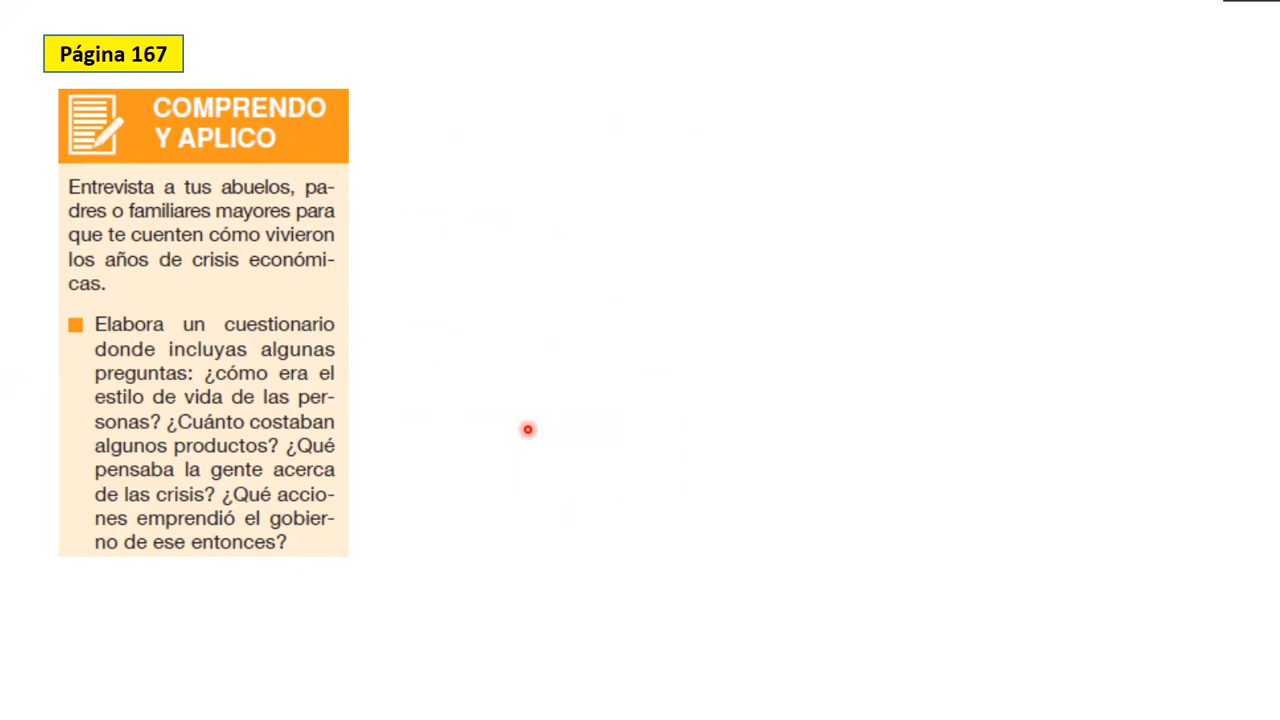 Página 167
COMPRENDO
Y APLICO
Entrevista a tus abuelos, pa-
dres o familiares mayores para
que te cuenten cómo vivieron
los años de crisis económi-
cas.
Elabora un cuestionario
donde incluyas algunas
preguntas: ¿cómo era el
estilo de vida de las per-
sonas? ¿Cuánto costaban
algunos productos? ¿Qué
pensaba la gente acerca
de las crisis? ¿Qué accio-
nes emprendió el gobier-
no de ese entonces?